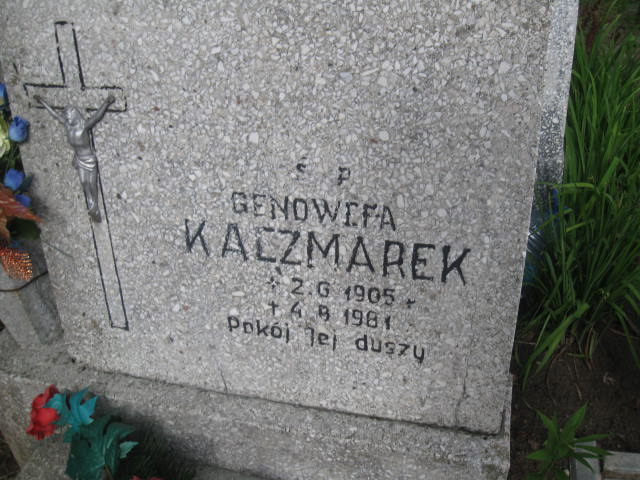 Ś P
GENOWEFA
KACZMAREK
* 2.6 1905 r
+ 4.8 1981
Pokój Jej duszy